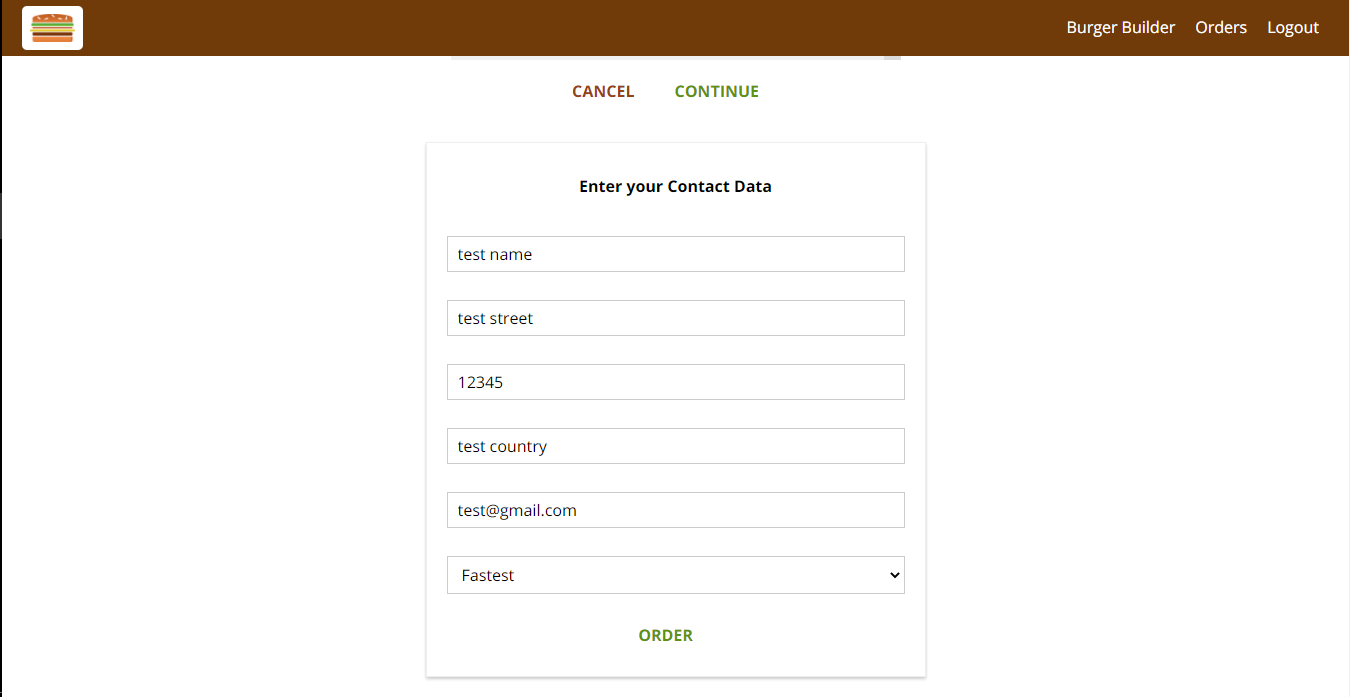 Burger Builder Orders Logout
CANCEL CONTINUE
Enter your Contact Data
test name
test street
12345
test country
test@gmail.com
Fastest
ORDER